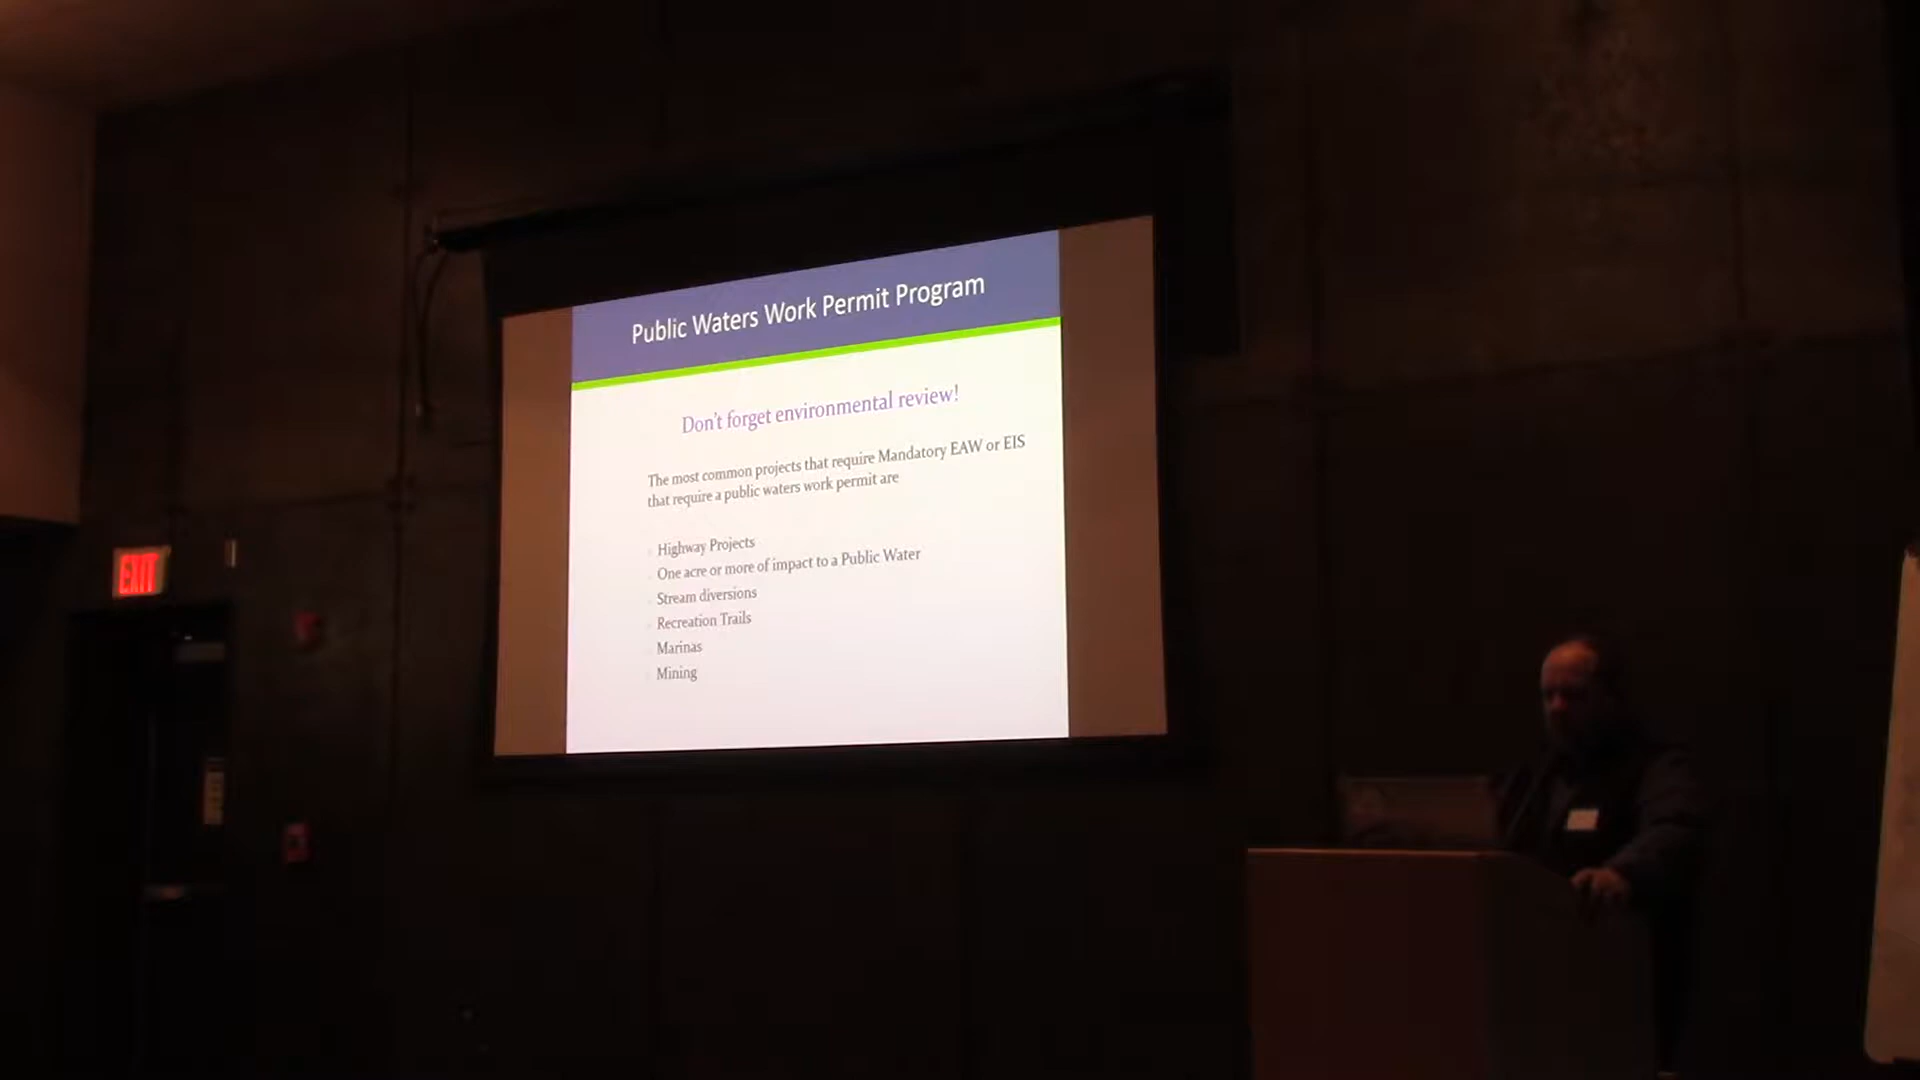 Public Waters Work Permit Program
Don't forget environmental review!
The most common projects that require Mandatory EAW or EIS
that require a public waters work permit are
Highway Projects
One acre or more of impact to a Public Water
Stream diversions
Recreation Trails
Marinas
Mining
EXIT